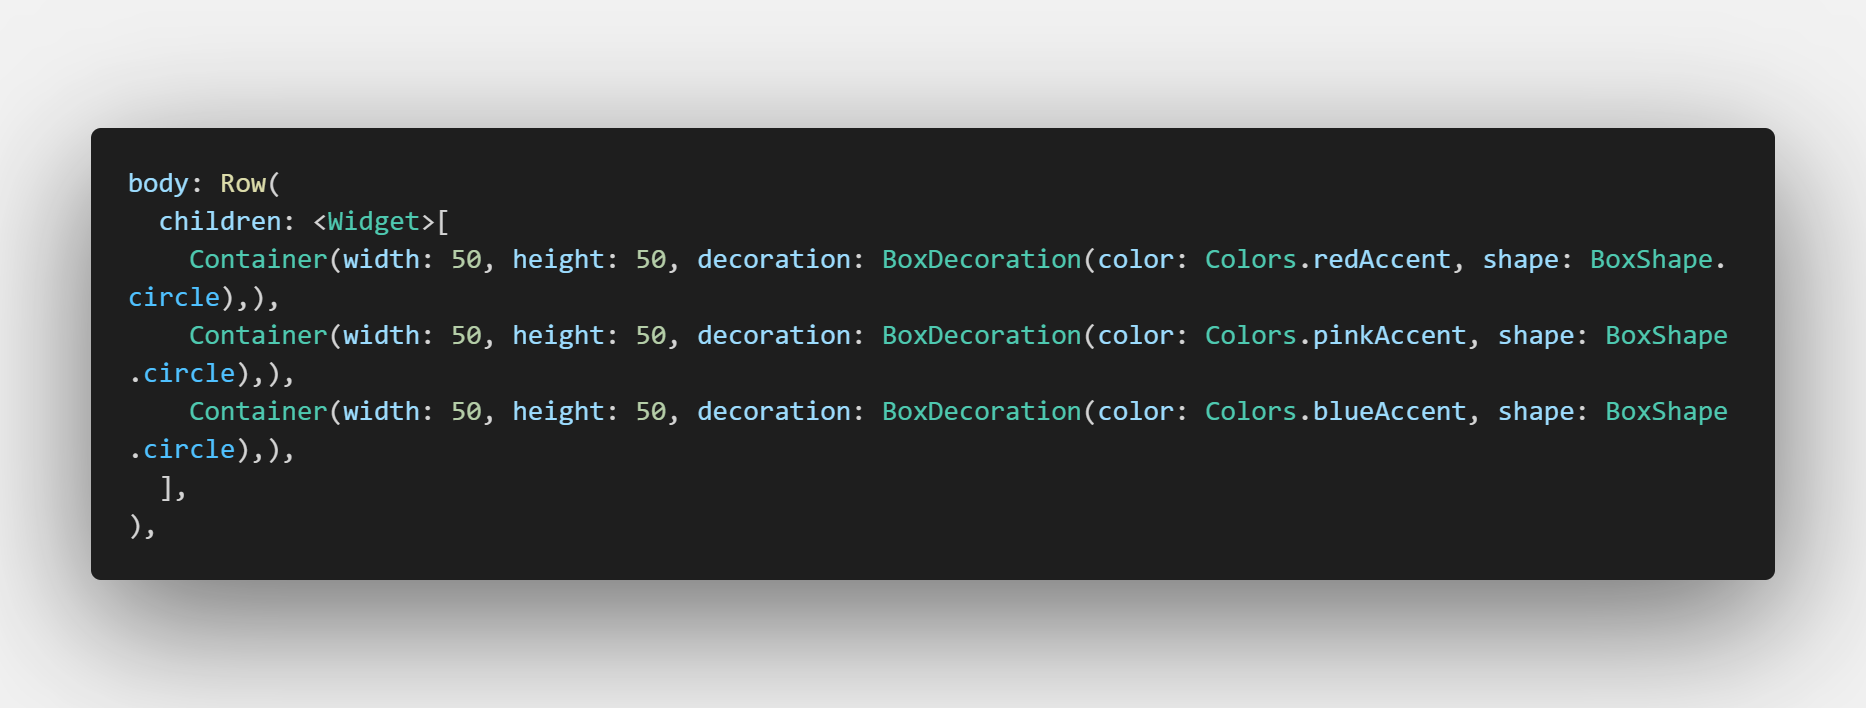 body: Row(
  children: <Widget>[
    Container(width: 50, height: 50, decoration: BoxDecoration(color: Colors.redAccent, shape: BoxShape.
circle),),
    Container(width: 50, height: 50, decoration: BoxDecoration(color: Colors.pinkAccent, shape: BoxShape
.circle),),
    Container(width: 50, height: 50, decoration: BoxDecoration(color: Colors.blueAccent, shape: BoxShape
.circle),),
  ],
),